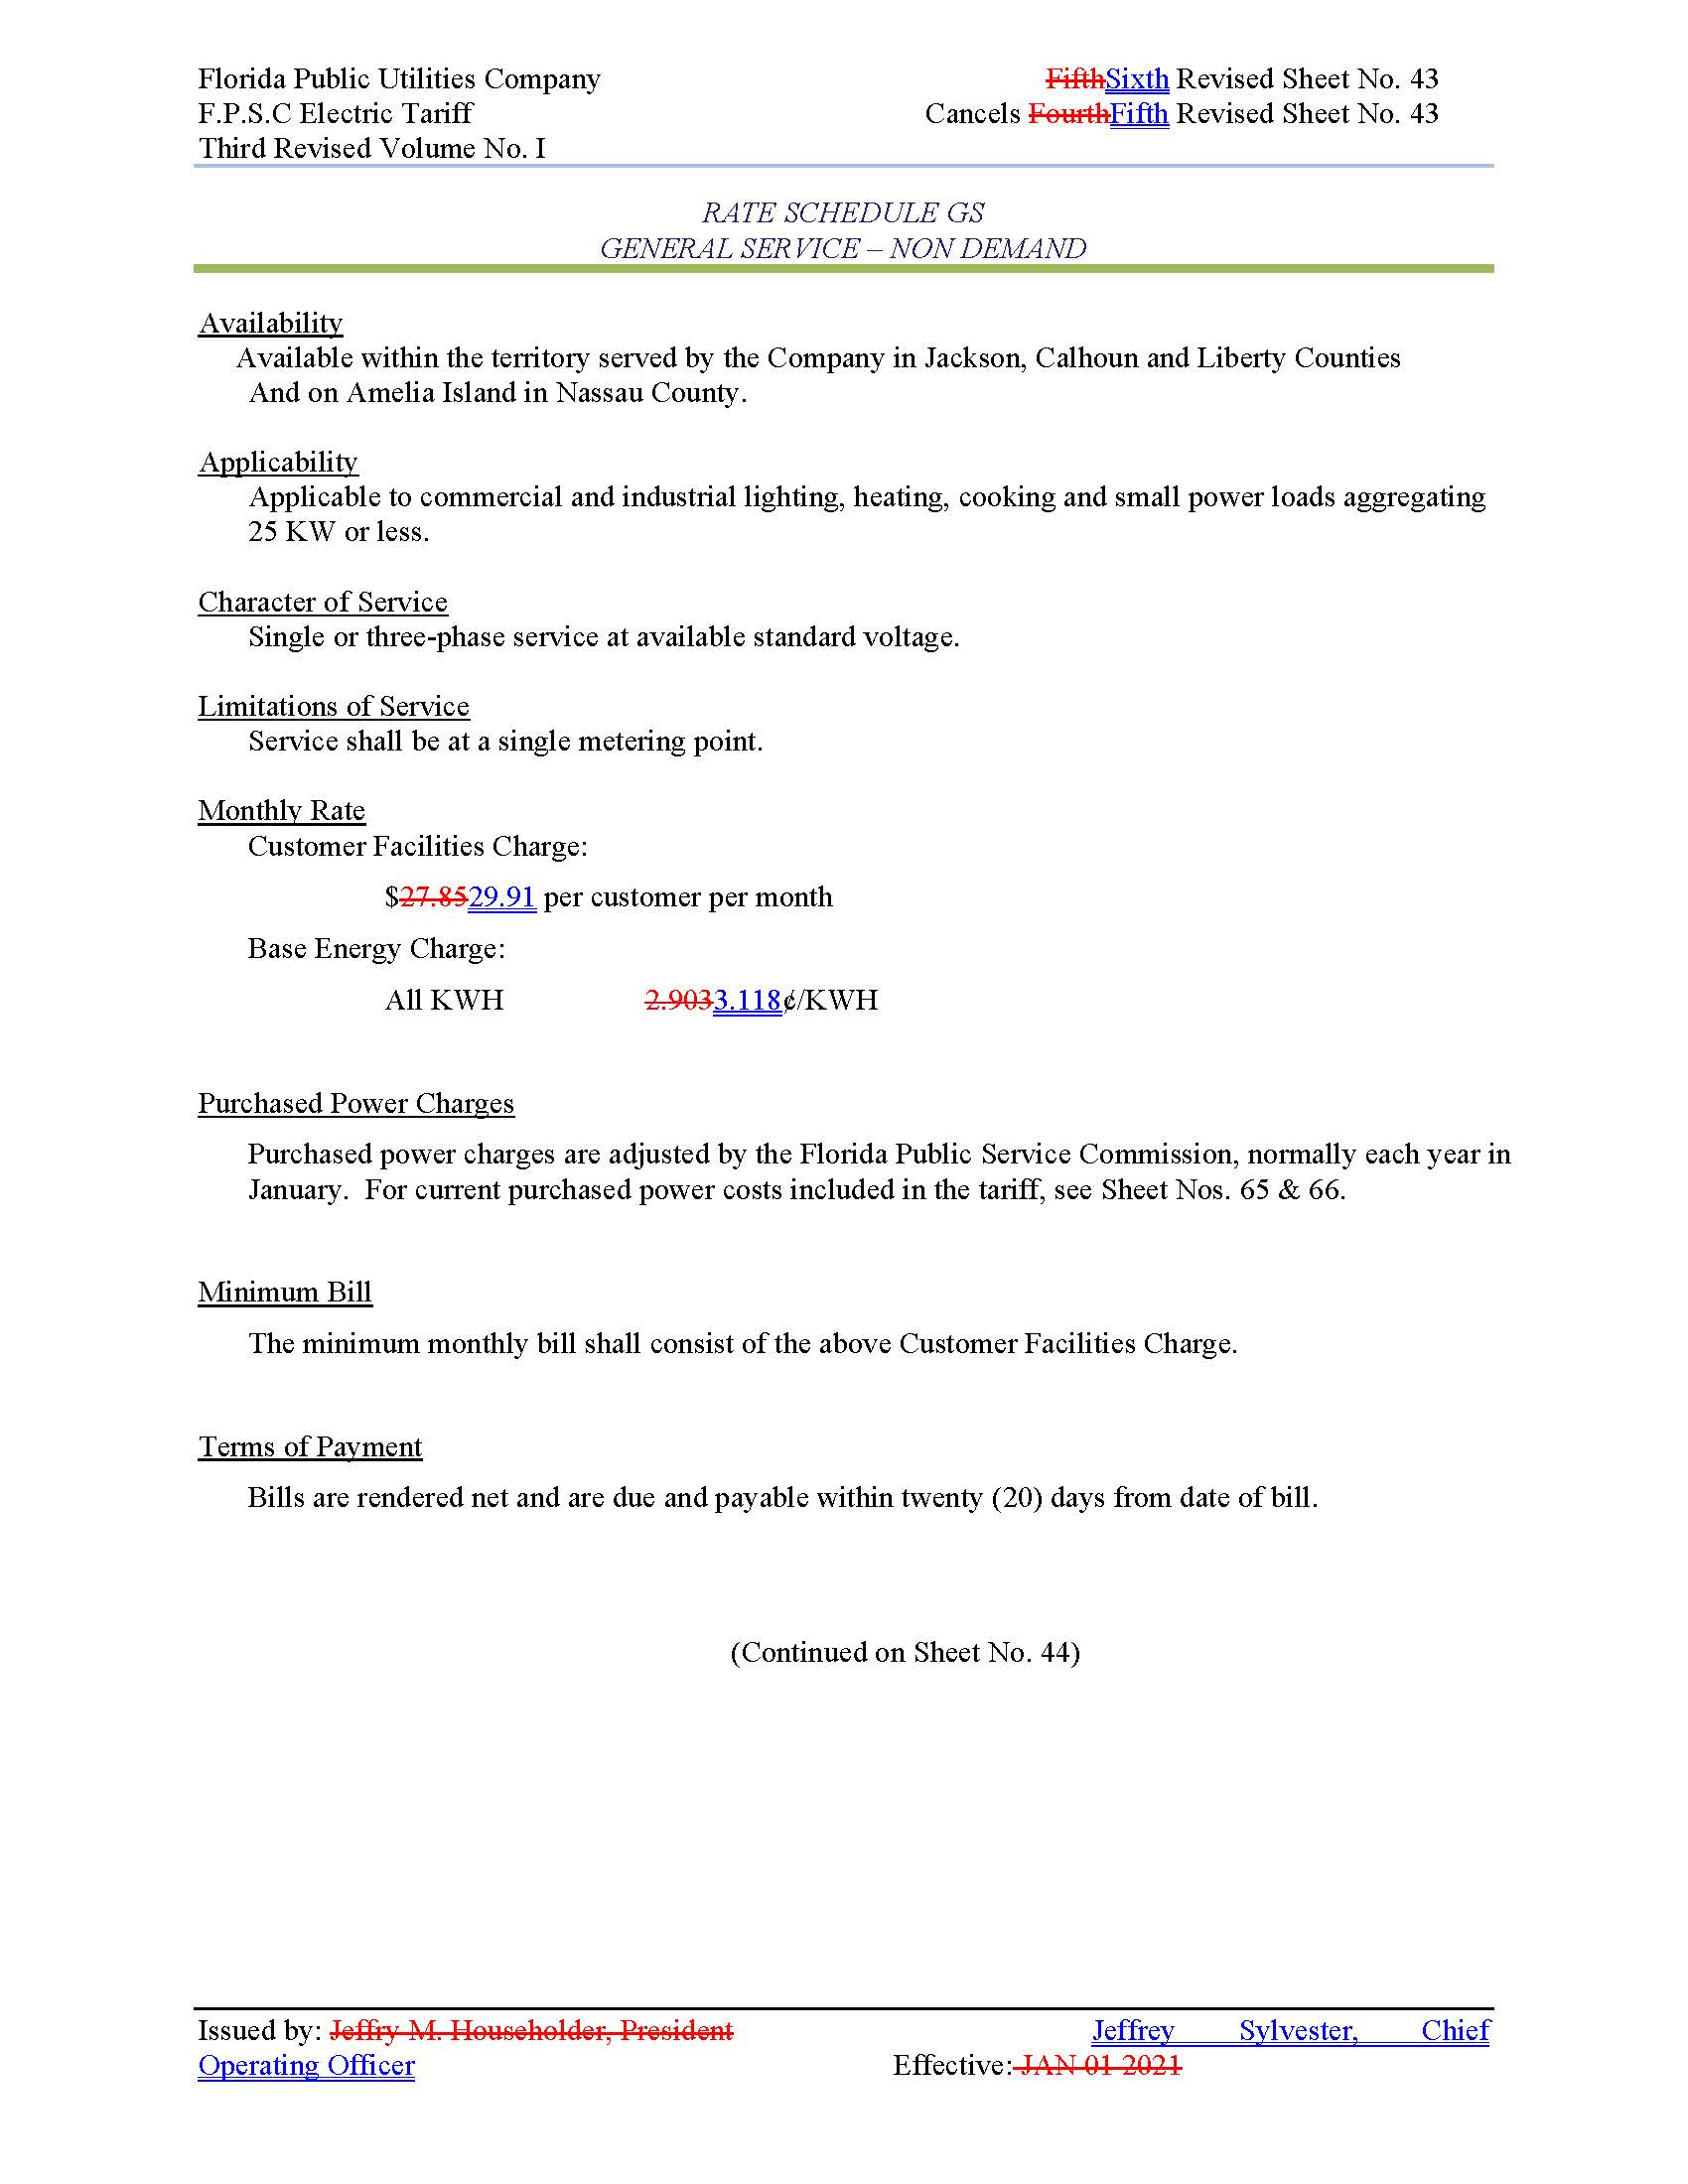 Florida Public Utilities Company FifthSixth Revised Sheet No. 43
F.P.S.C Electric Tariff Cancels FourthFifth Revised Sheet No. 43
Third Revised Volume No. I
RATE SCHEDULE GS
GENERAL SERVICE – NON DEMAND
Availability
Available within the territory served by the Company in Jackson, Calhoun and Liberty Counties
And on Amelia Island in Nassau County.
Applicability
Applicable to commercial and industrial lighting, heating, cooking and small power loads aggregating
25 KW or less.
Character of Service
Single or three-phase service at available standard voltage.
Limitations of Service
Service shall be at a single metering point.
Monthly Rate
Customer Facilities Charge:
$27.8529.91 per customer per month
Base Energy Charge:
All KWH 2.9033.118¢/KWH
Purchased Power Charges
Purchased power charges are adjusted by the Florida Public Service Commission, normally each year in
January. For current purchased power costs included in the tariff, see Sheet Nos. 65 & 66.
Minimum Bill
The minimum monthly bill shall consist of the above Customer Facilities Charge.
Terms of Payment
Bills are rendered net and are due and payable within twenty (20) days from date of bill.
(Continued on Sheet No. 44)
Issued by: Jeffry M. Householder, President Jeffrey Sylvester, Chief
Operating Officer Effective: JAN 01 2021